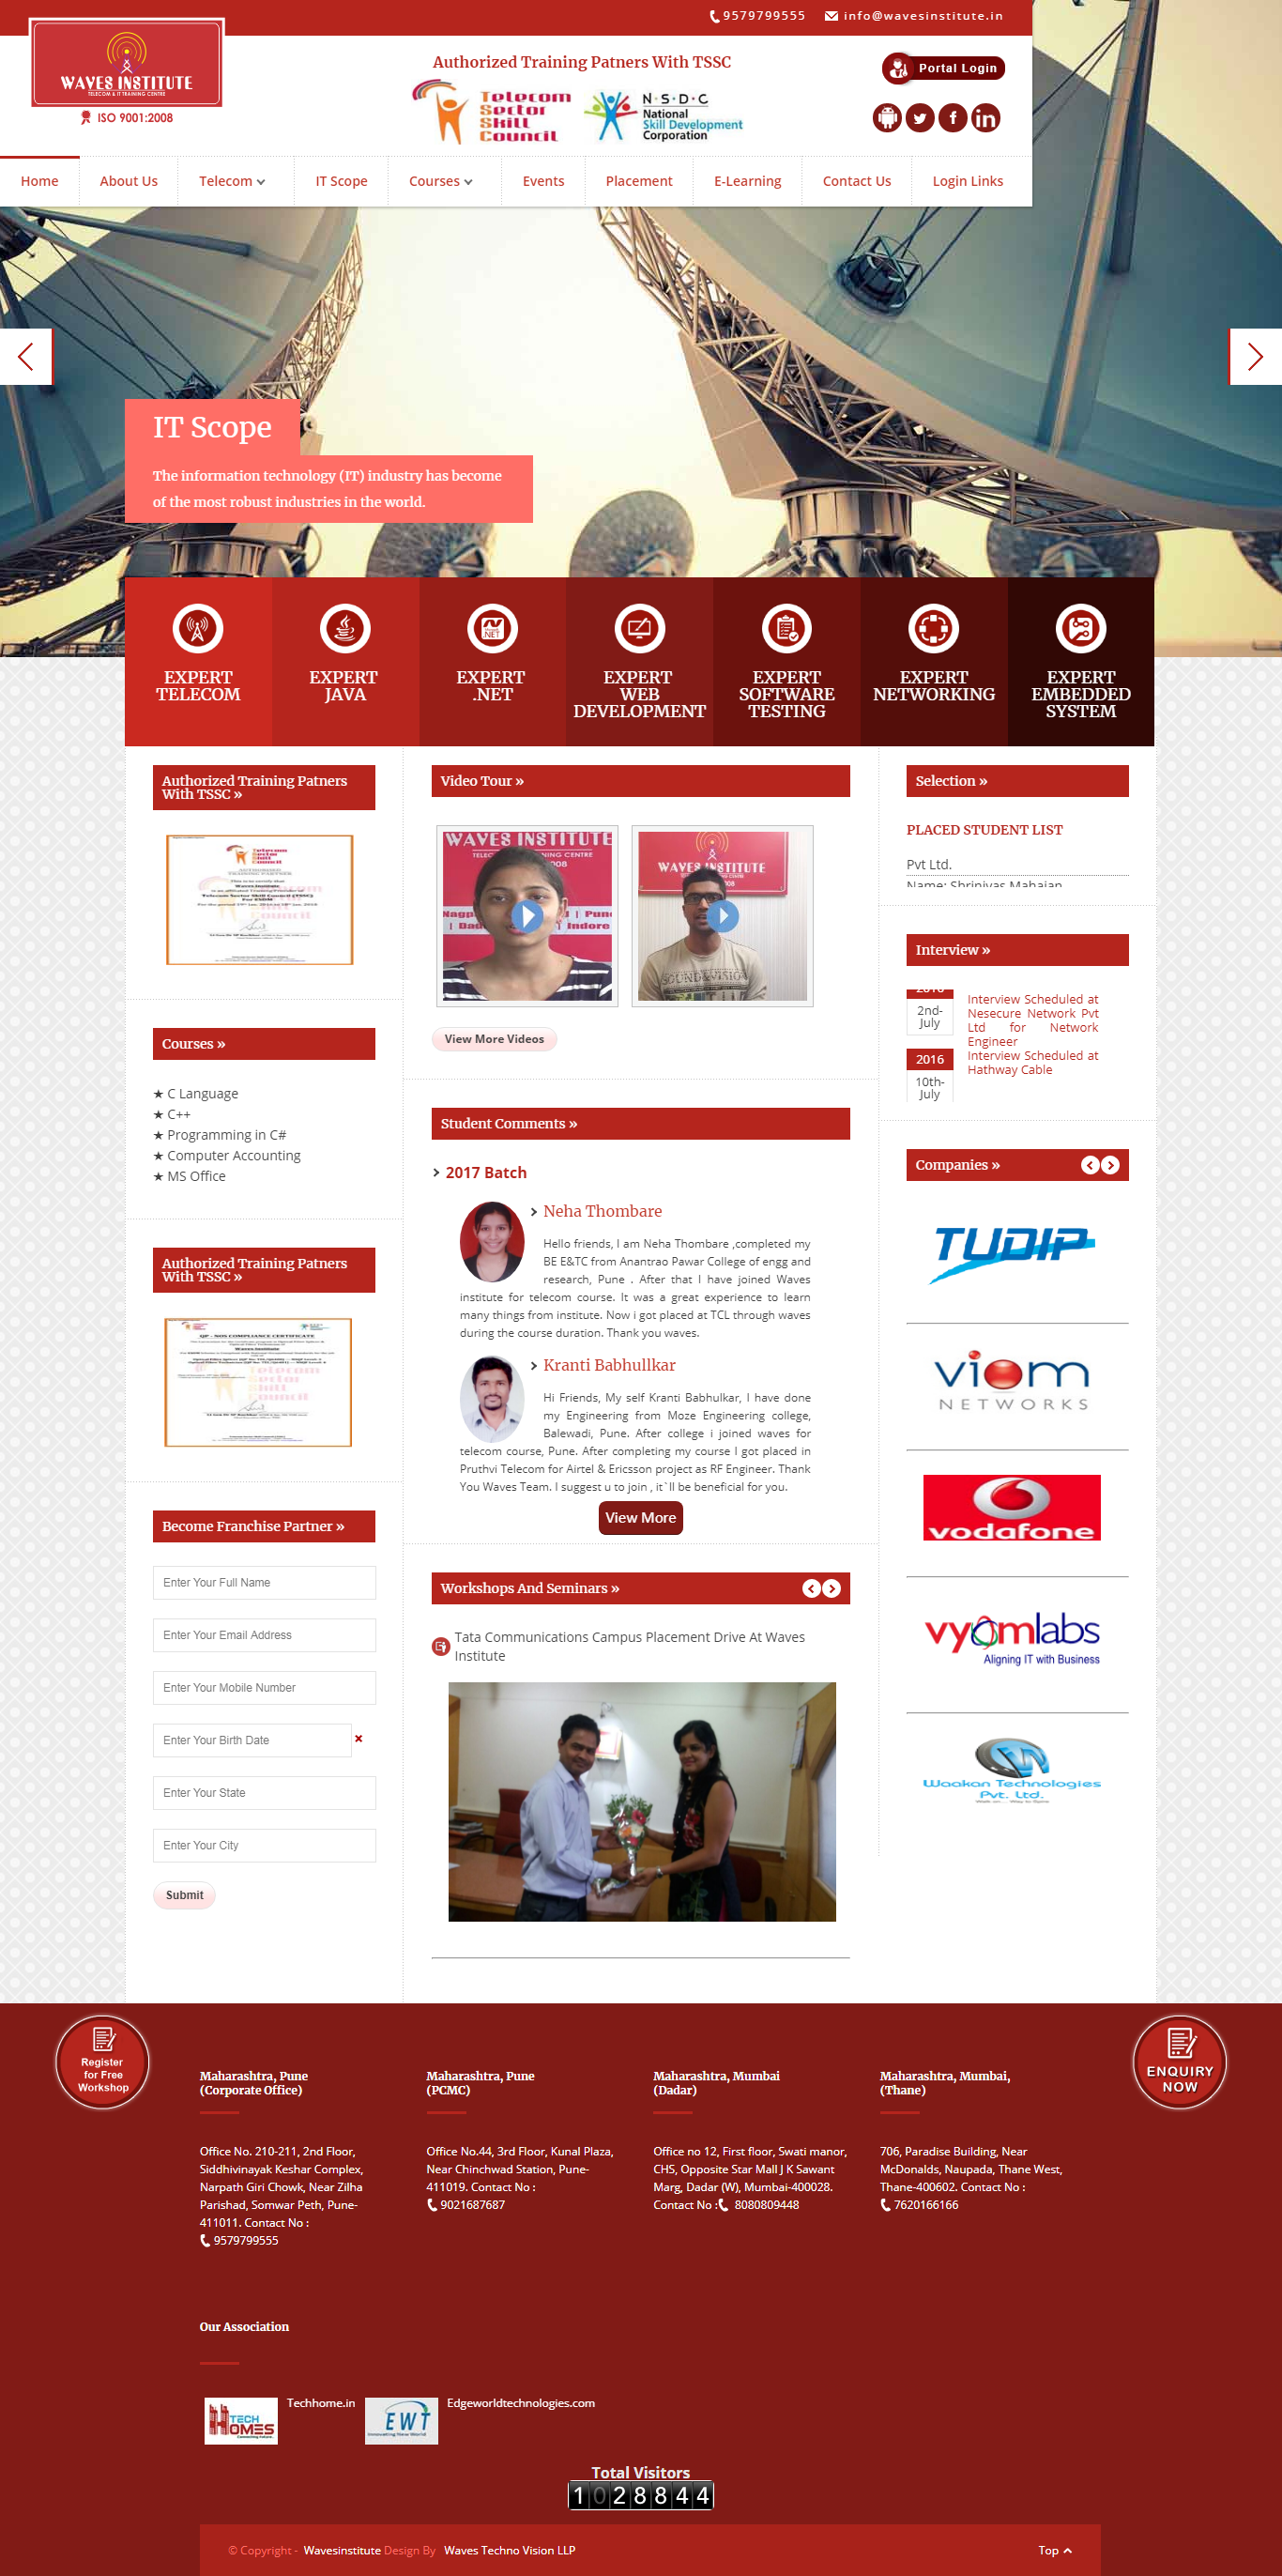 9579799555 info@wavesinstitute.in
WAVES INSTITUTE
TELECOM & IT TRAINING CENTRE
ISO 9001:2008
Authorized Training Patners With TSSC
Telecom
Sector
Skill
Council
N·S·D·C
National
Skill Development
Corporation
Portal Login
Home About Us Telecom IT Scope Courses Events Placement E-Learning Contact Us Login Links
IT Scope
The information technology (IT) industry has become
of the most robust industries in the world.
EXPERT
TELECOM
EXPERT
JAVA
EXPERT
.NET
EXPERT
WEB
DEVELOPMENT
EXPERT
SOFTWARE
TESTING
EXPERT
NETWORKING
EXPERT
EMBEDDED
SYSTEM
Authorized Training Patners
With TSSC »
Courses »
★ C Language
★ C++
★ Programming in C#
★ Computer Accounting
★ MS Office
Authorized Training Patners
With TSSC »
QP - NOS COMPLIANCE CERTIFICATE
Waves Institute
Become Franchise Partner »
Enter Your Full Name
Enter Your Email Address
Enter Your Mobile Number
Enter Your Birth Date
Enter Your State
Enter Your City
Submit
Video Tour »
WAVES INSTITUTE
WAVES INSTITUTE
View More Videos
Student Comments »
2017 Batch
Neha Thombare
Hello friends, I am Neha Thombare ,completed my
BE E&TC from Anantrao Pawar College of engg and
research, Pune . After that I have joined Waves
institute for telecom course. It was a great experience to learn
many things from institute. Now i got placed at TCL through waves
during the course duration. Thank you waves.
Kranti Babhullkar
Hi Friends, My self Kranti Babhulkar, I have done
my Engineering from Moze Engineering college,
Balewadi, Pune. After college i joined waves for
telecom course, Pune. After completing my course I got placed in
Pruthvi Telecom for Airtel & Ericsson project as RF Engineer. Thank
You Waves Team. I suggest u to join , it`ll be beneficial for you.
View More
Workshops And Seminars »
Tata Communications Campus Placement Drive At Waves
Institute
Selection »
PLACED STUDENT LIST
Pvt Ltd.
Name: Shrinivas Mahajan
Interview »
2016
2nd-
July
Interview Scheduled at
Nesecure Network Pvt
Ltd for Network
Engineer
2016
10th-
July
Interview Scheduled at
Hathway Cable
Companies »
TUDIP
viom
NETWORKS
vodafone
vyomlabs
Aligning IT with Business
Waakan Technologies
Pvt. Ltd.
Register
for Free
Workshop
ENQUIRY
NOW
Maharashtra, Pune
(Corporate Office)
Office No. 210-211, 2nd Floor,
Siddhivinayak Keshar Complex,
Narpath Giri Chowk, Near Zilha
Parishad, Somwar Peth, Pune-
411011. Contact No :
9579799555
Maharashtra, Pune
(PCMC)
Office No.44, 3rd Floor, Kunal Plaza,
Near Chinchwad Station, Pune-
411019. Contact No :
9021687687
Maharashtra, Mumbai
(Dadar)
Office no 12, First floor, Swati manor,
CHS, Opposite Star Mall J K Sawant
Marg, Dadar (W), Mumbai-400028.
Contact No : 8080809448
Maharashtra, Mumbai,
(Thane)
706, Paradise Building, Near
McDonalds, Naupada, Thane West,
Thane-400602. Contact No :
7620166166
Our Association
TECH
HOMES
Techhome.in
EWT
Edgeworldtechnologies.com
Total Visitors
1028844
© Copyright - Wavesinstitute Design By Waves Techno Vision LLP
Top